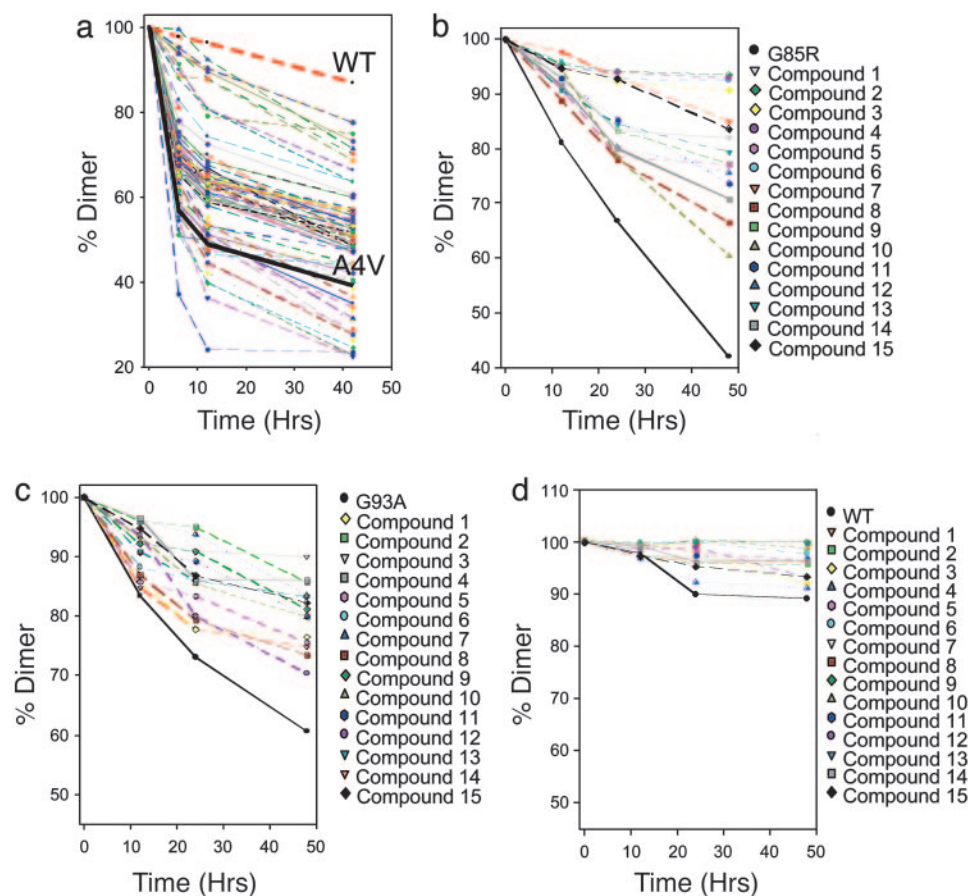 a
WT
A4V
100
80
60
40
20
% Dimer
0 10 20 30 40 50
Time (Hrs)
b
100
90
80
70
60
50
40
% Dimer
0 10 20 30 40 50
Time (Hrs)
G85R
Compound 1
Compound 2
Compound 3
Compound 4
Compound 5
Compound 6
Compound 7
Compound 8
Compound 9
Compound 10
Compound 11
Compound 12
Compound 13
Compound 14
Compound 15
c
100
90
80
70
60
50
% Dimer
0 10 20 30 40 50
Time (Hrs)
G93A
Compound 1
Compound 2
Compound 3
Compound 4
Compound 5
Compound 6
Compound 7
Compound 8
Compound 9
Compound 10
Compound 11
Compound 12
Compound 13
Compound 14
Compound 15
d
110
100
90
80
70
60
50
% Dimer
0 10 20 30 40 50
Time (Hrs)
WT
Compound 1
Compound 2
Compound 3
Compound 4
Compound 5
Compound 6
Compound 7
Compound 8
Compound 9
Compound 10
Compound 11
Compound 12
Compound 13
Compound 14
Compound 15